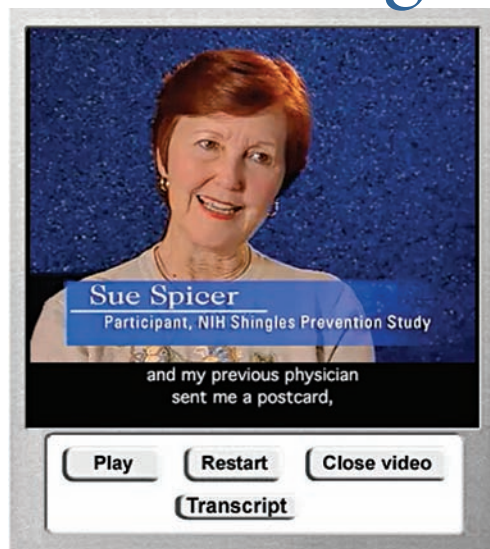 Sue Spicer
Participant, NIH Shingles Prevention Study
and my previous physician
sent me a postcard,
Play Restart Close video
Transcript